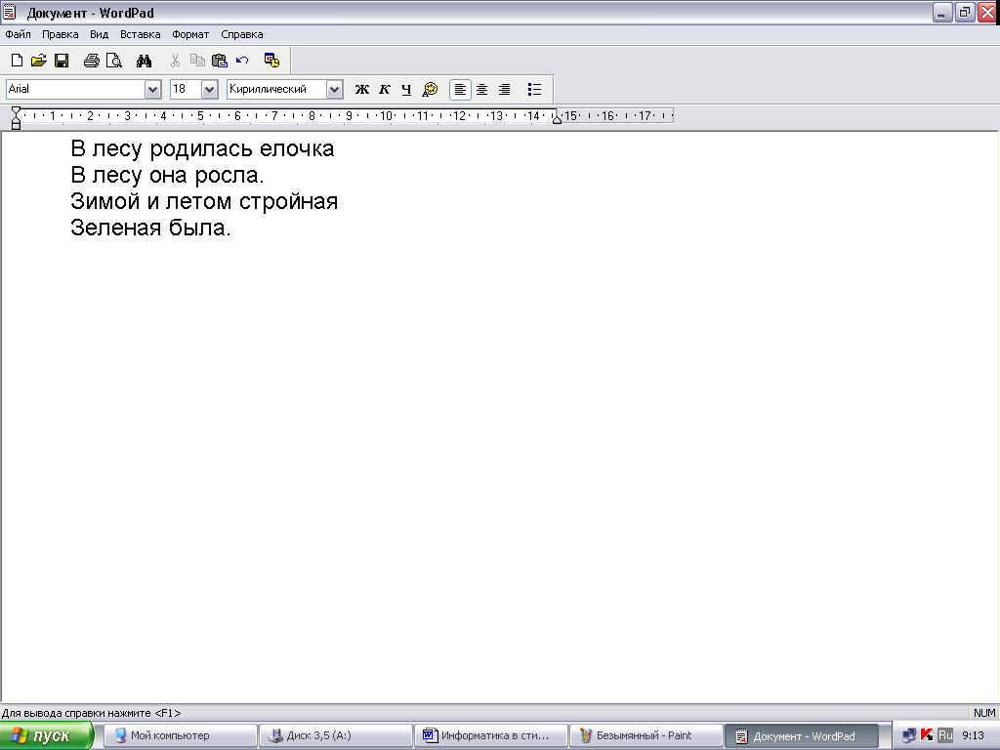 Документ - WordPad
Файл Правка Вид Вставка Формат Справка
Arial 18 Кириллический Ж К Ч
1 2 3 4 5 6 7 8 9 10 11 12 13 14 15 16 17
В лесу родилась елочка
В лесу она росла.
Зимой и летом стройная
Зеленая была.
Для вывода справки нажмите <F1> NUM
пуск Мой компьютер Диск 3,5 (A:) Информатика в сти... Безымянный - Paint Документ - WordPad Ru 9:13